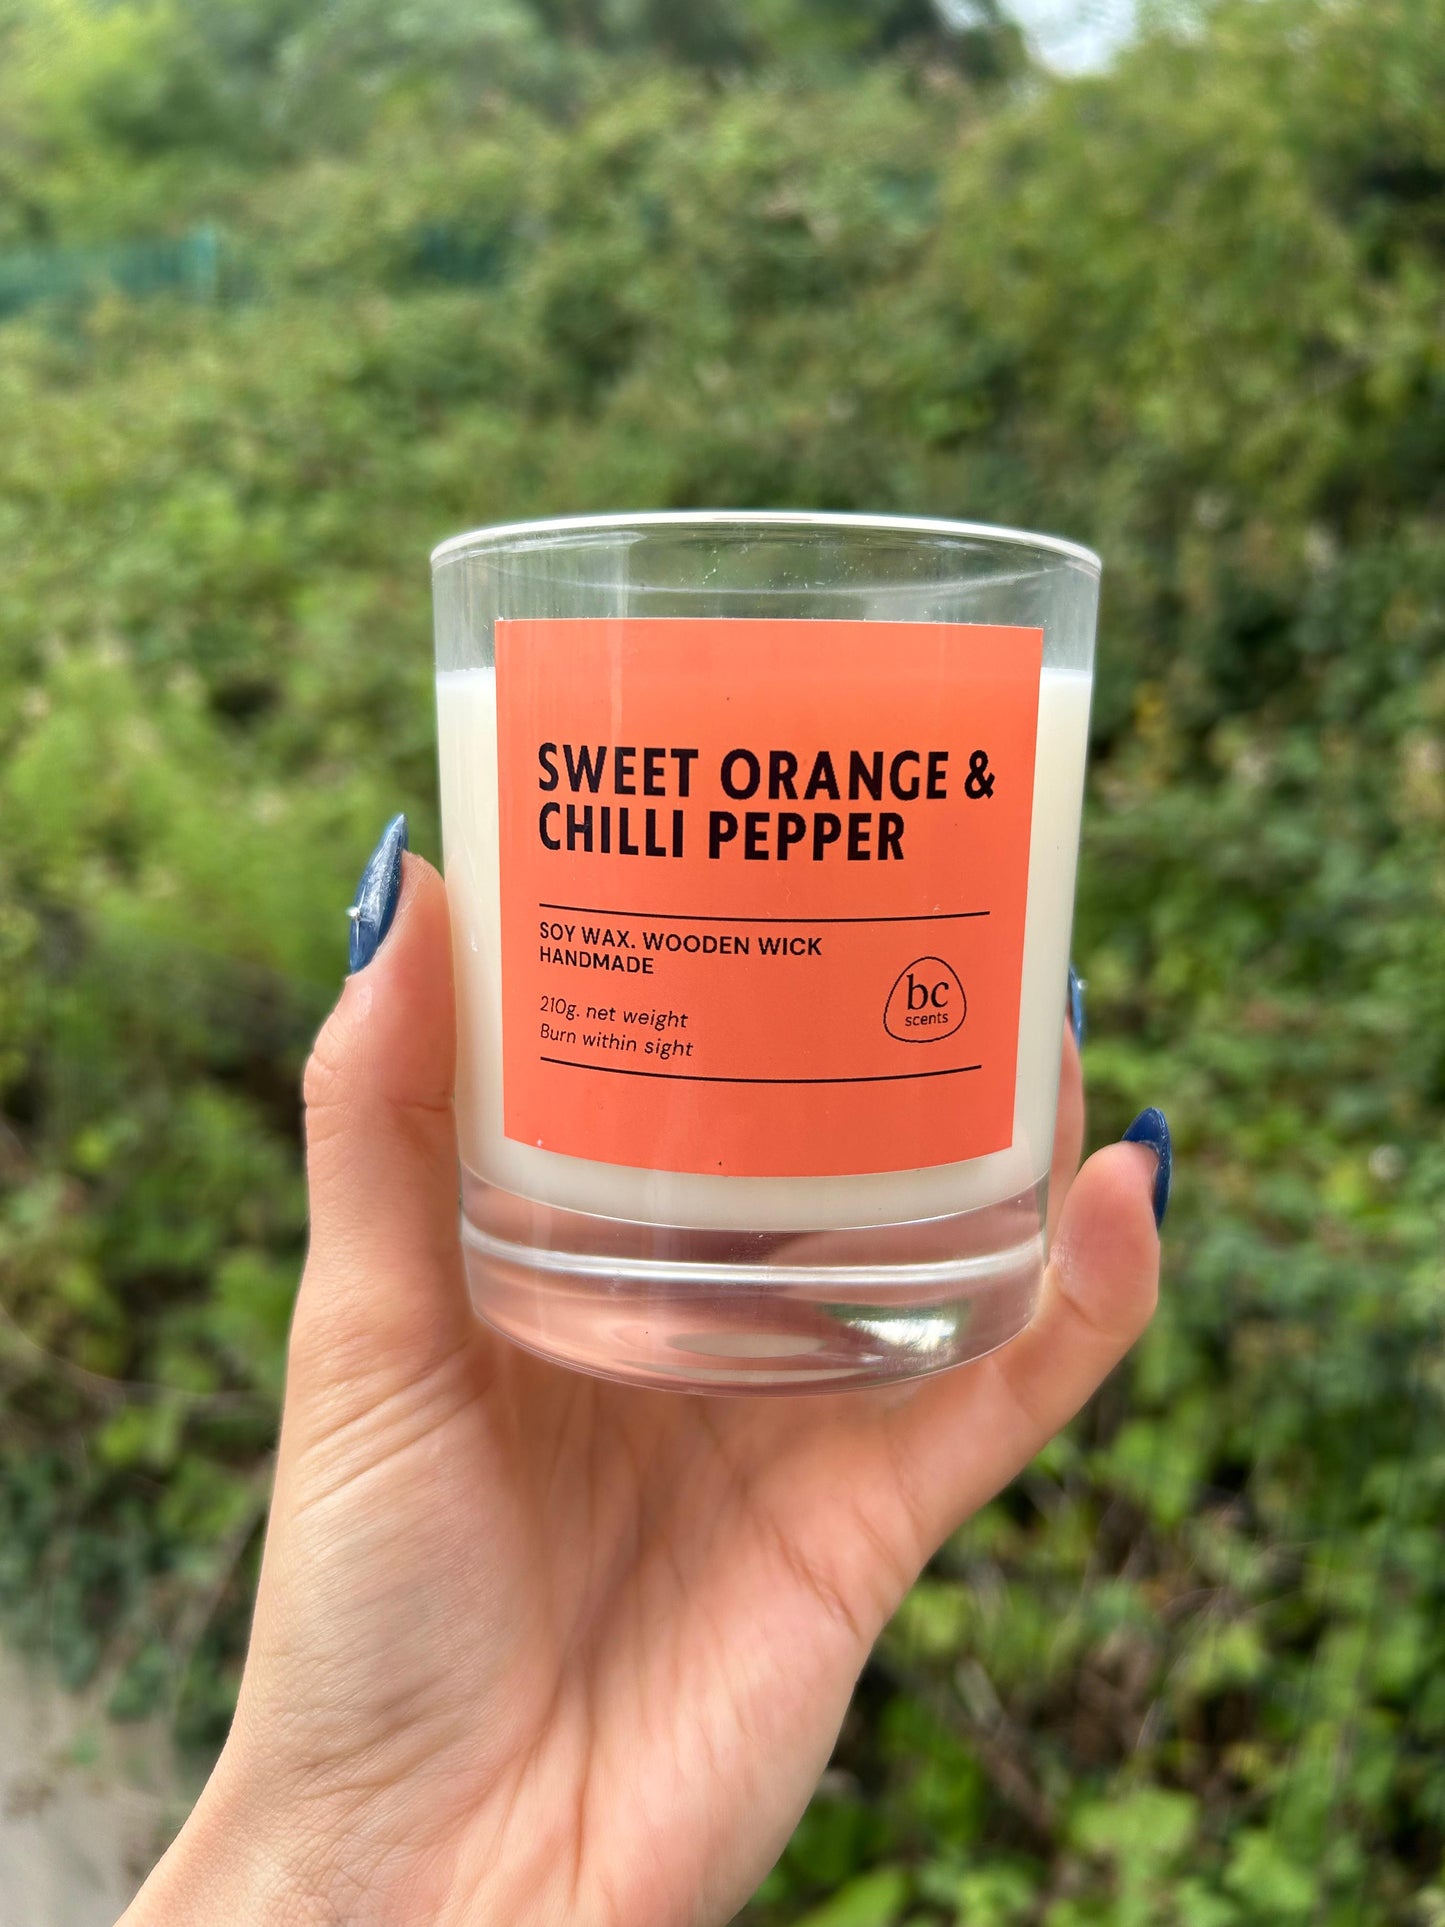 SWEET ORANGE &
CHILLI PEPPER
SOY WAX. WOODEN WICK
HANDMADE
210g. net weight
Burn within sight
bc
scents